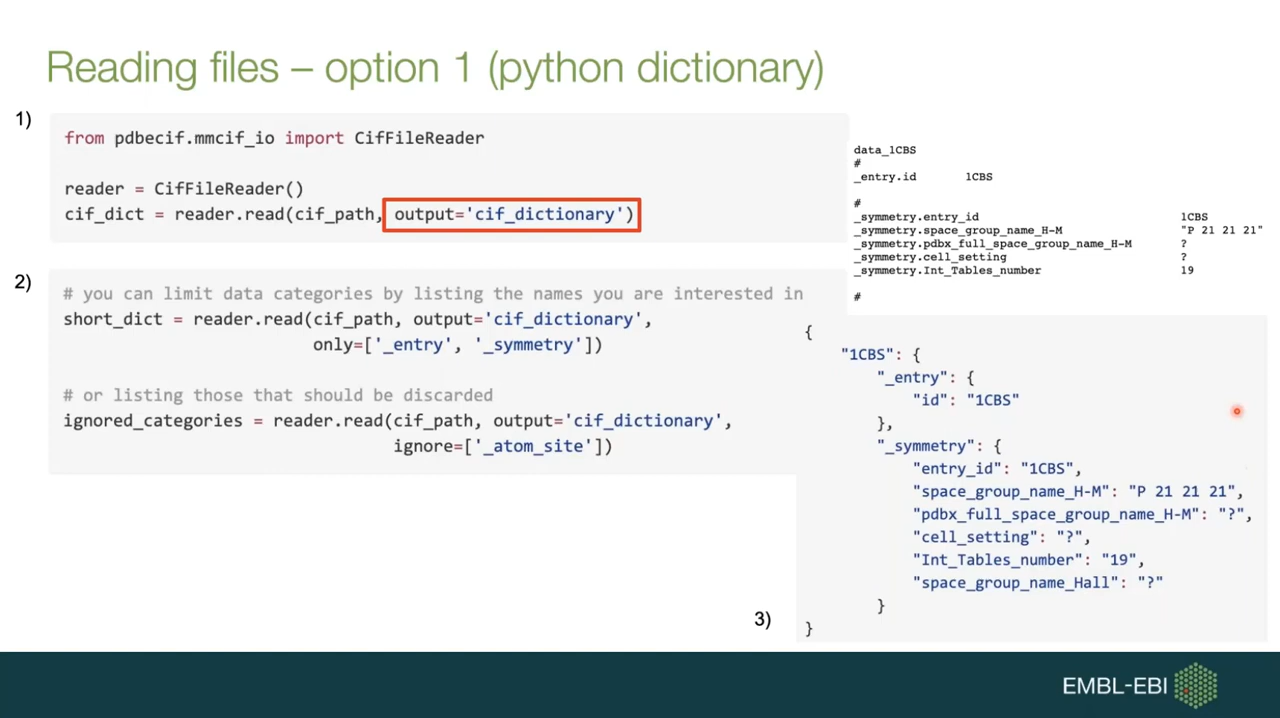 Reading files – option 1 (python dictionary)
1)
from pdbecif.mmcif_io import CifFileReader
reader = CifFileReader()
cif_dict = reader.read(cif_path, output='cif_dictionary')
2)
# you can limit data categories by listing the names you are interested in
short_dict = reader.read(cif_path, output='cif_dictionary',
only=['_entry', '_symmetry'])
# or listing those that should be discarded
ignored_categories = reader.read(cif_path, output='cif_dictionary',
ignore=['_atom_site'])
data_1CBS
#
_entry.id 1CBS
#
_symmetry.entry_id 1CBS
_symmetry.space_group_name_H-M "P 21 21 21"
_symmetry.pdbx_full_space_group_name_H-M ?
_symmetry.cell_setting ?
_symmetry.Int_Tables_number 19
#
3)
{
"1CBS": {
"_entry": {
"id": "1CBS"
},
"_symmetry": {
"entry_id": "1CBS",
"space_group_name_H-M": "P 21 21 21",
"pdbx_full_space_group_name_H-M": "?",
"cell_setting": "?",
"Int_Tables_number": "19",
"space_group_name_Hall": "?"
}
}
EMBL-EBI